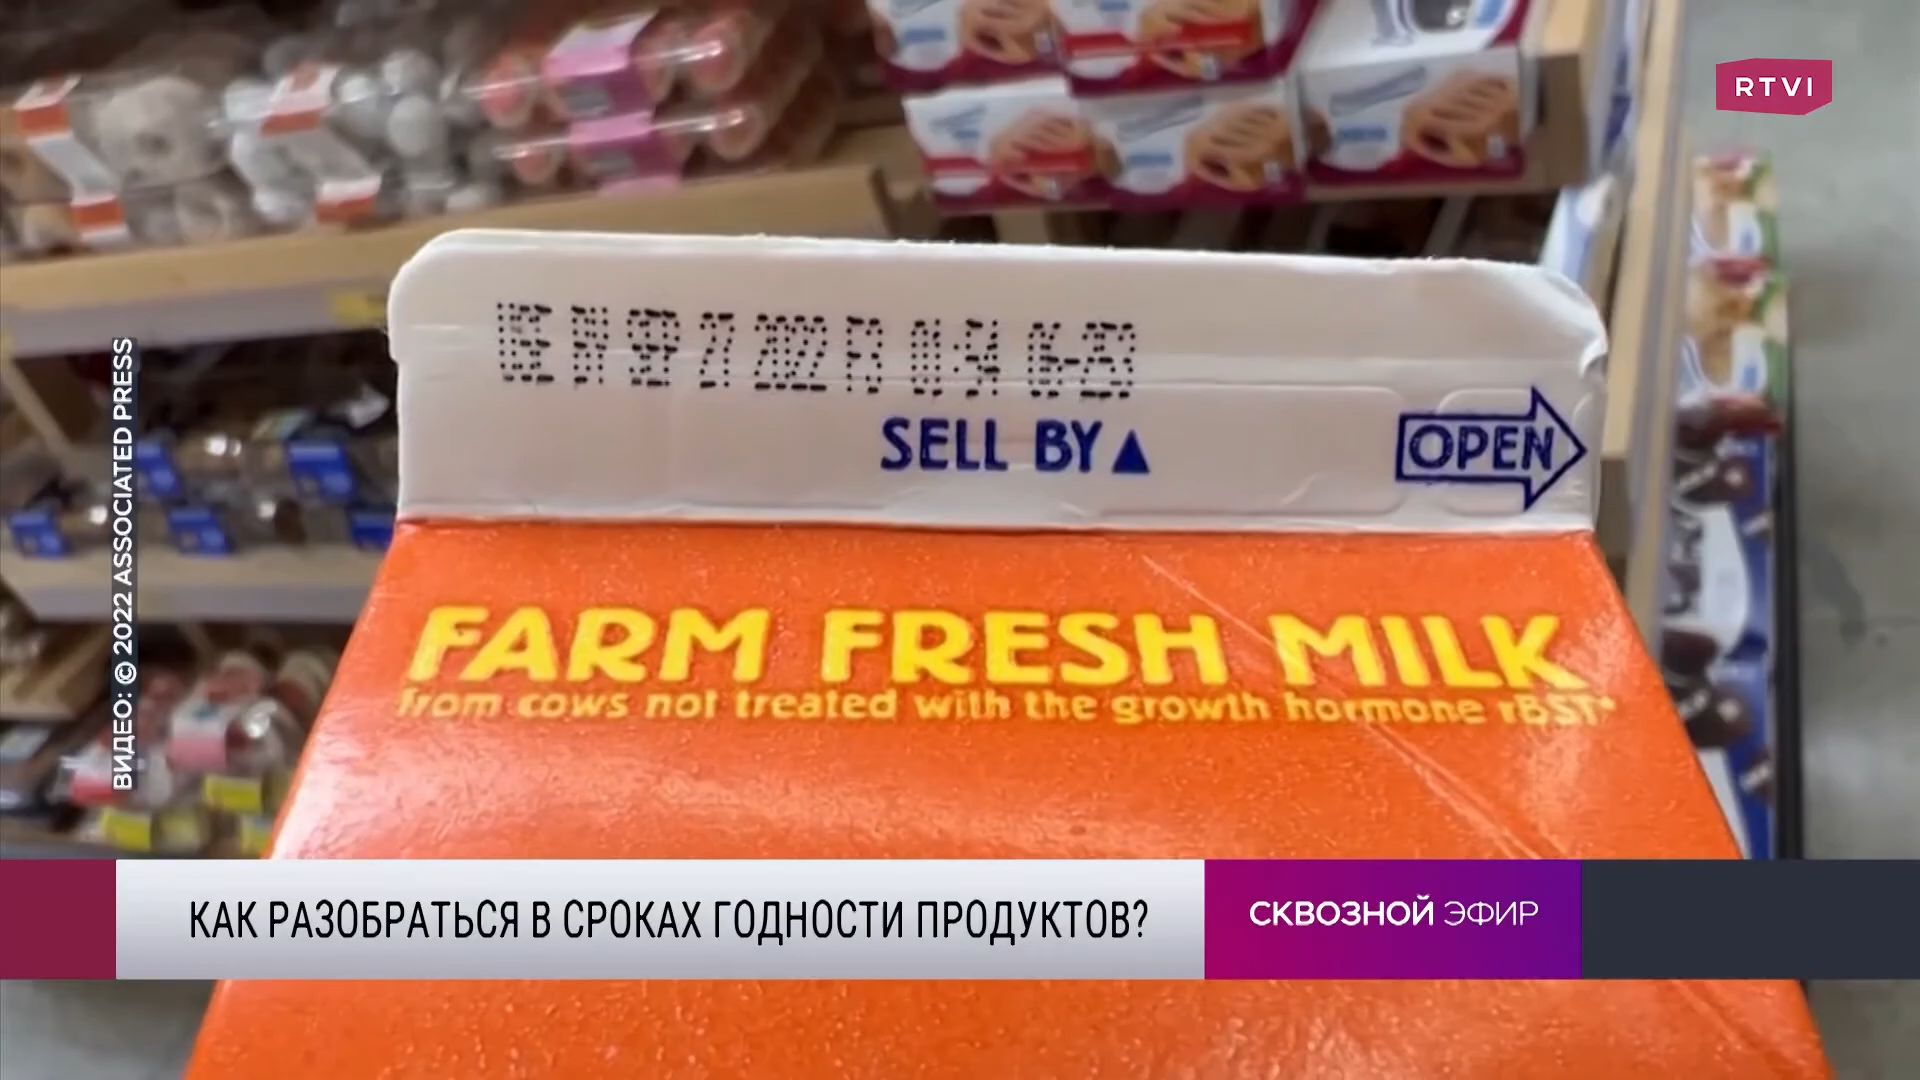 RTVI
SEP 27 2022
SELL BY
OPEN
FARM FRESH MILK
from cows not treated with the growth hormone rBST*
ВИДЕО: © 2022 ASSOCIATED PRESS
КАК РАЗОБРАТЬСЯ В СРОКАХ ГОДНОСТИ ПРОДУКТОВ?
СКВОЗНОЙ ЭФИР